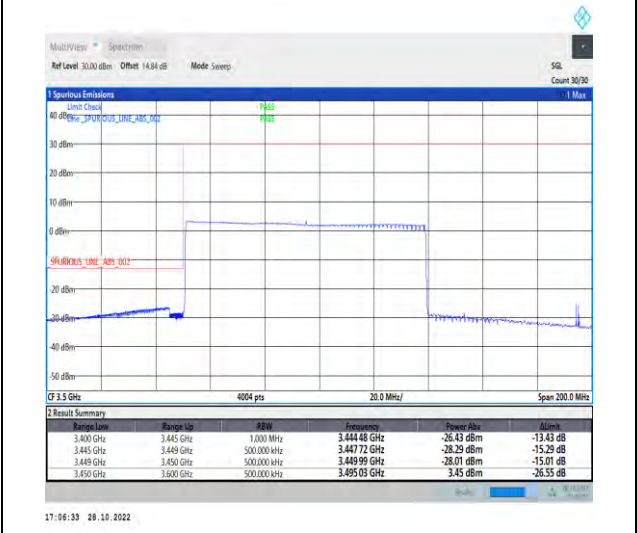 MultiView Spectrum
Ref Level 30.00 dBm Offset 14.84 dB Mode Sweep SGL
Count 30/30
1 Spurious Emissions 1 Max
Limit Check PASS
40 dBm Line _SPURIOUS_LINE_ABS_002 PASS
30 dBm
20 dBm
10 dBm
0 dBm
_SPURIOUS_LINE_ABS_002
-20 dBm
-30 dBm
-40 dBm
-50 dBm
CF 3.5 GHz 4004 pts 20.0 MHz/ Span 200.0 MHz
2 Result Summary
Range Low Range Up RBW Frequency Power Abs ΔLimit
3.400 GHz 3.445 GHz 1.000 MHz 3.444 48 GHz -26.43 dBm -13.43 dB
3.445 GHz 3.449 GHz 500.000 kHz 3.447 72 GHz -28.29 dBm -15.29 dB
3.449 GHz 3.450 GHz 500.000 kHz 3.449 99 GHz -28.01 dBm -15.01 dB
3.450 GHz 3.600 GHz 500.000 kHz 3.495 03 GHz 3.45 dBm -26.55 dB
17:06:33 28.10.2022